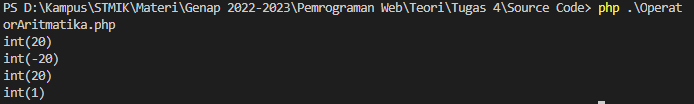 PS D:\Kampus\STMIK\Materi\Genap 2022-2023\Pemrograman Web\Teori\Tugas 4\Source Code> php .\Operat
orAritmatika.php
int(20)
int(-20)
int(20)
int(1)